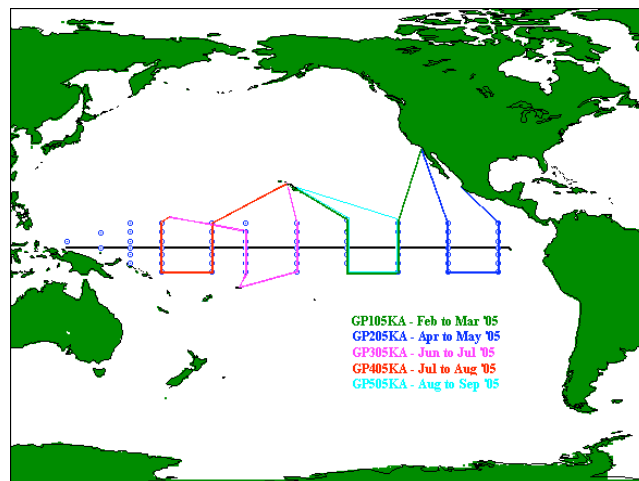 GP105KA - Feb to Mar '05
GP205KA - Apr to May '05
GP305KA - Jun to Jul '05
GP405KA - Jul to Aug '05
GP505KA - Aug to Sep '05